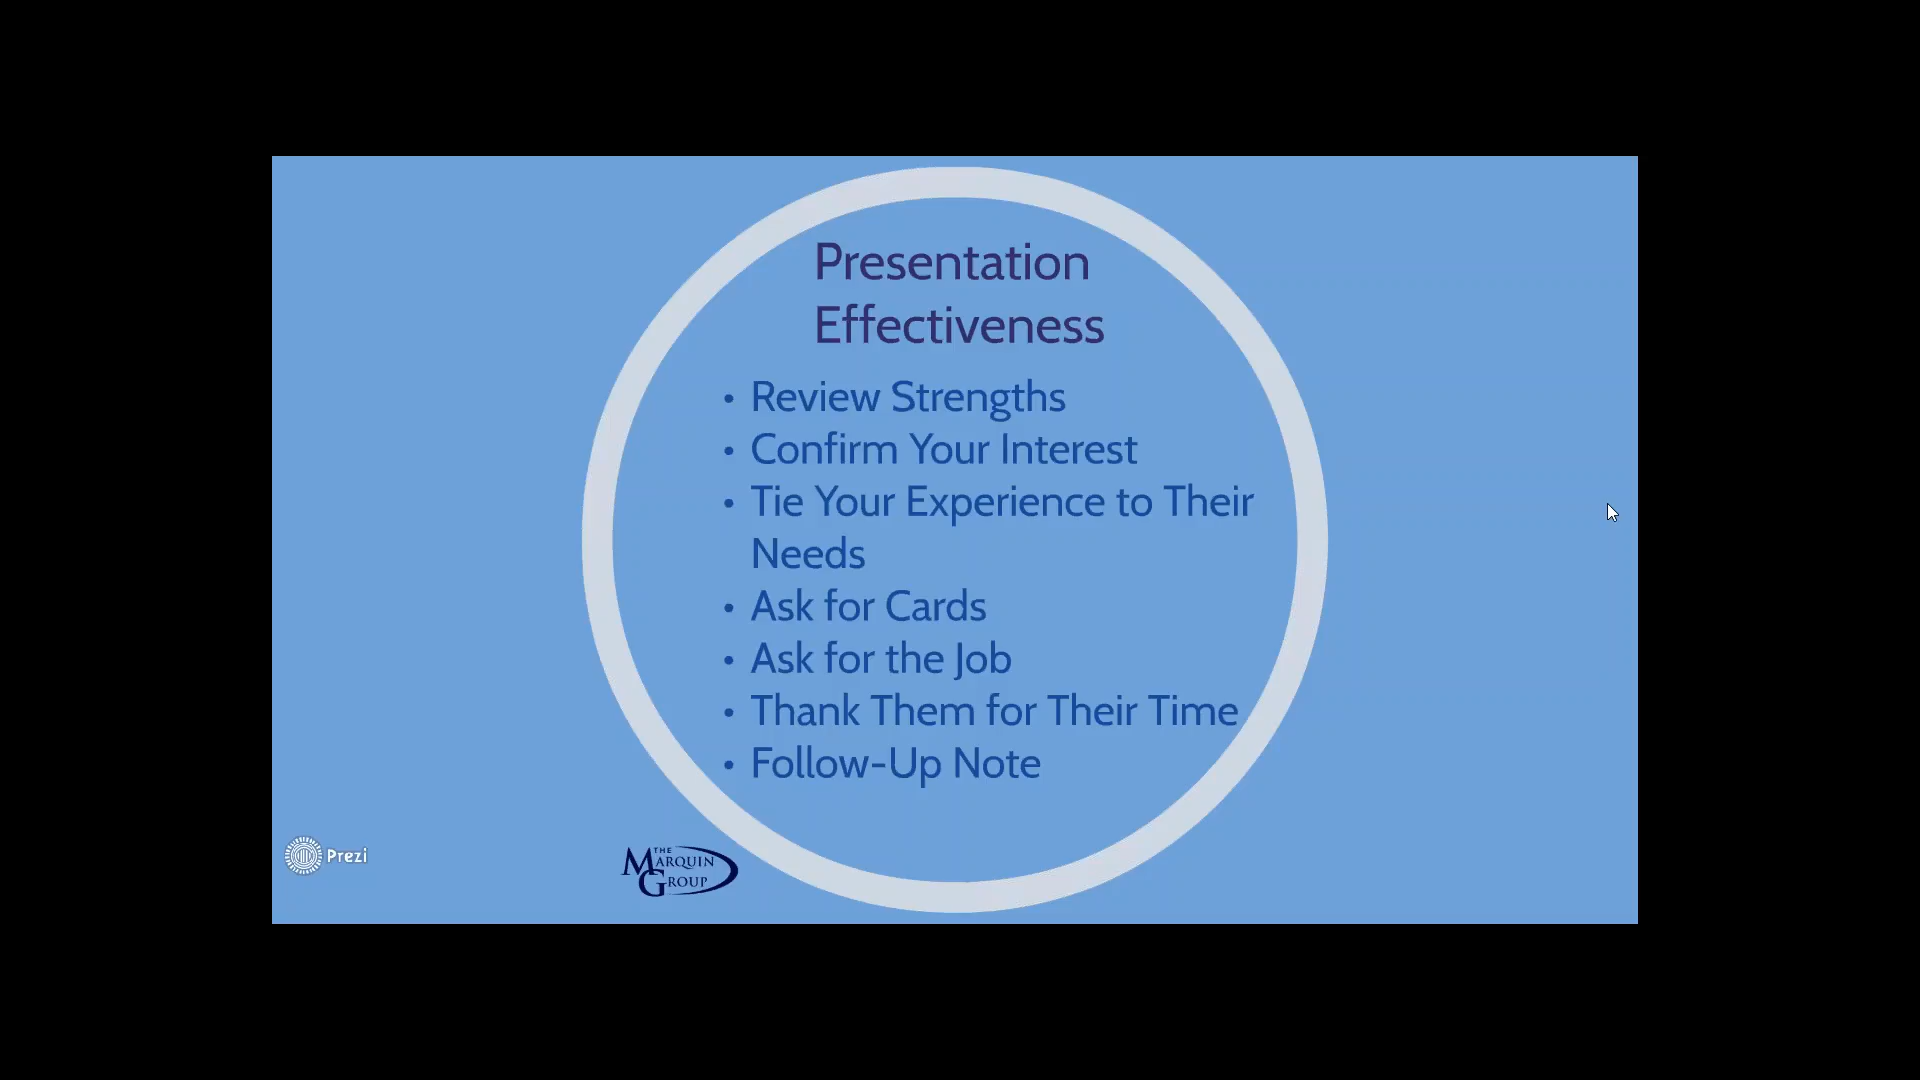 Presentation
Effectiveness
• Review Strengths
• Confirm Your Interest
• Tie Your Experience to Their
Needs
• Ask for Cards
• Ask for the Job
• Thank Them for Their Time
• Follow-Up Note
Prezi
THE
MARQUIN
GROUP